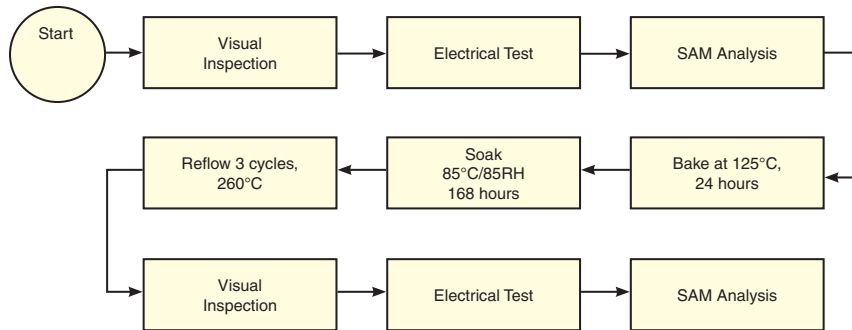 Start
Visual
Inspection
Electrical Test
SAM Analysis
Bake at 125°C,
24 hours
Soak
85°C/85RH
168 hours
Reflow 3 cycles,
260°C
Visual
Inspection
Electrical Test
SAM Analysis